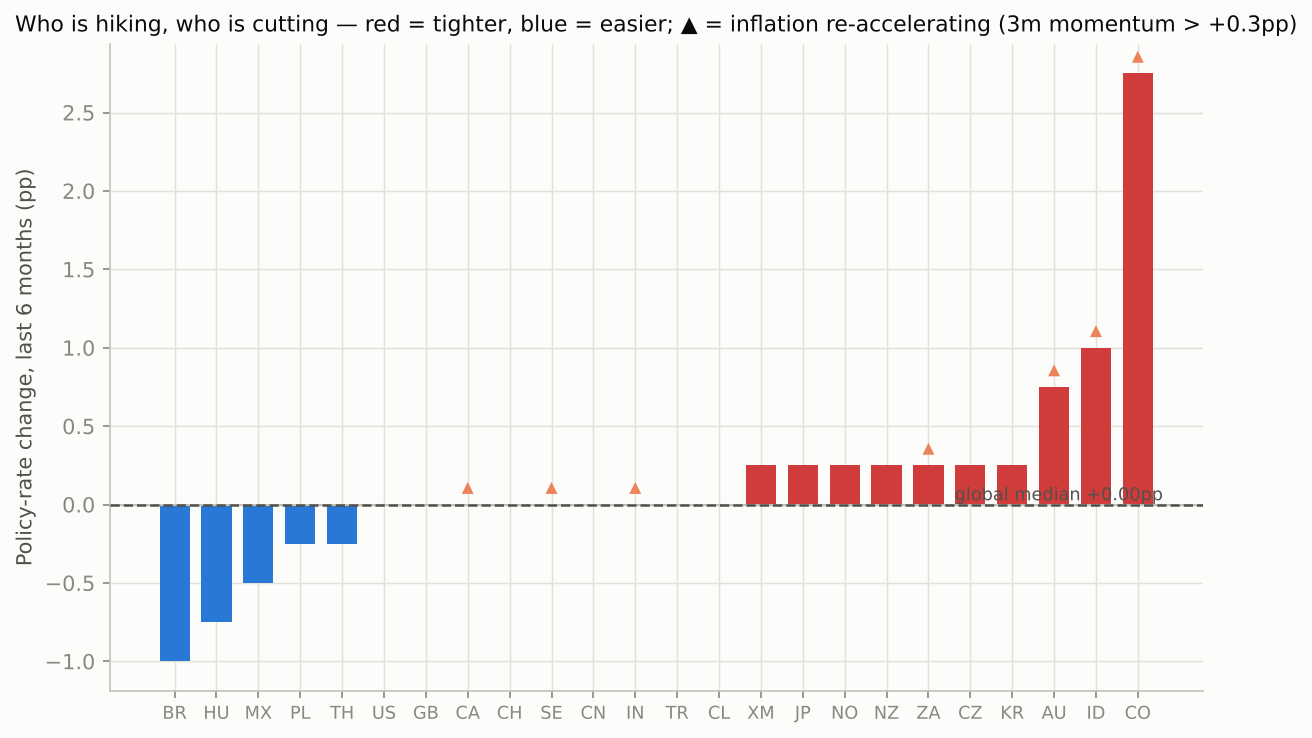 Who is hiking, who is cutting — red = tighter, blue = easier; ▲ = inflation re-accelerating (3m momentum > +0.3pp)
Policy-rate change, last 6 months (pp)
2.5
2.0
1.5
1.0
0.5
0.0
−0.5
−1.0
global median +0.00pp
BR HU MX PL TH US GB CA CH SE CN IN TR CL XM JP NO NZ ZA CZ KR AU ID CO